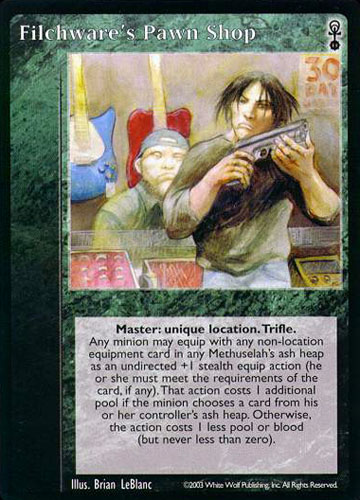 Filchware's Pawn Shop
30
DAY
Master: unique location. Trifle.
Any minion may equip with any non-location
equipment card in any Methuselah's ash heap
as an undirected +1 stealth equip action (he
or she must meet the requirements of the
card, if any). That action costs 1 additional
pool if the minion chooses a card from his
or her controller's ash heap. Otherwise,
the action costs 1 less pool or blood
(but never less than zero).
Illus. Brian LeBlanc
©2003 White Wolf Publishing, Inc. All Rights Reserved.